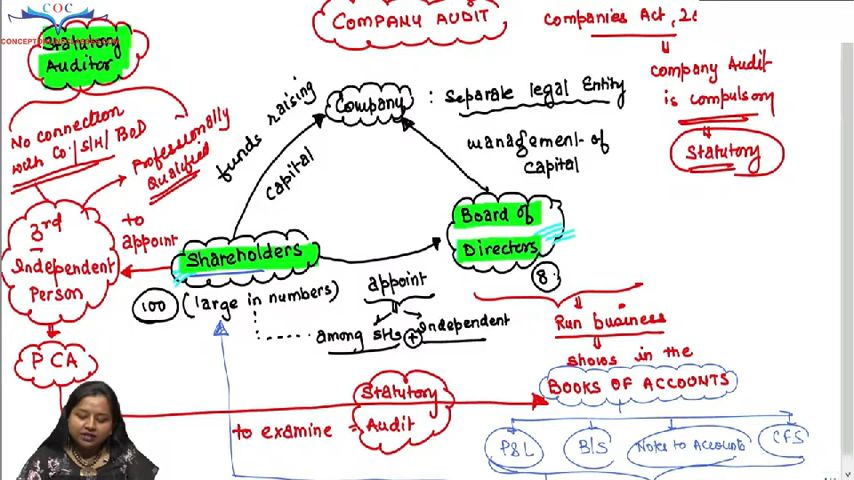 COC
COMPANY AUDIT
companies Act, 20
Statutory
Auditor
company Audit
is compulsory
Statutory
Company
: Separate legal Entity
funds raising
capital
management of
capital
No connection
with Co/SH/BoD
Professionally
Qualified
3rd
Independent
Person
to
appoint
Shareholders
100
(large in numbers)
Board of
Directors
8
appoint
among SHs + independent
Run business
shows in the
BOOKS OF ACCOUNTS
PCA
Statutory
Audit
to examine
P&L
B/S
Notes to Accounts
CFS